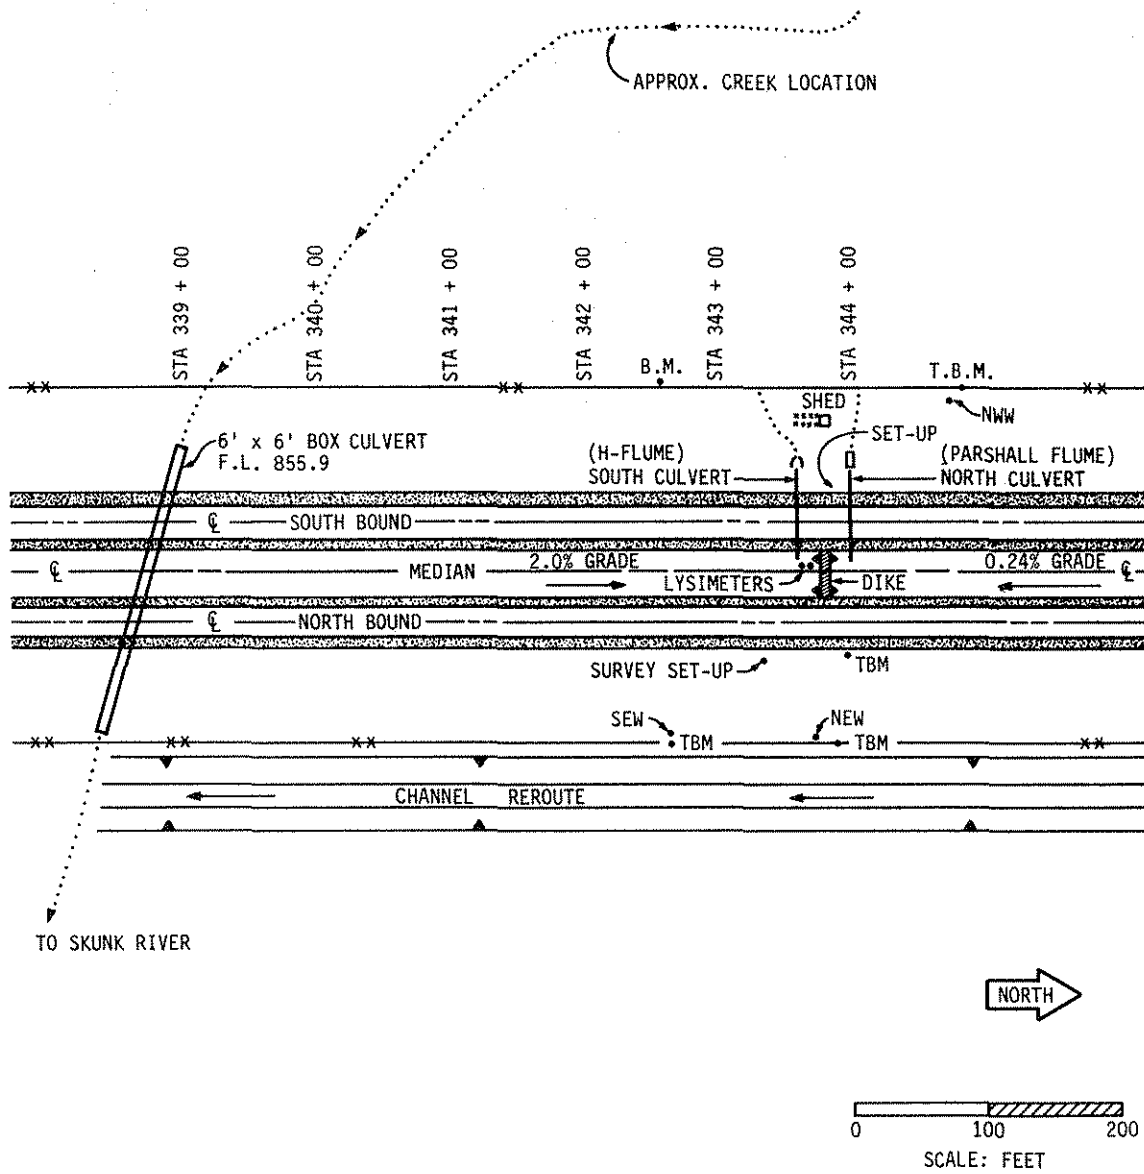 APPROX. CREEK LOCATION
STA 339 + 00
STA 340 + 00
STA 341 + 00
STA 342 + 00
STA 343 + 00
STA 344 + 00
B.M.
T.B.M.
SHED
NWW
SET-UP
6' x 6' BOX CULVERT
F.L. 855.9
(H-FLUME)
SOUTH CULVERT
(PARSHALL FLUME)
NORTH CULVERT
℄ SOUTH BOUND
℄ MEDIAN
2.0% GRADE
LYSIMETERS
DIKE
0.24% GRADE ℄
℄ NORTH BOUND
SURVEY SET-UP
TBM
SEW
TBM
NEW
TBM
CHANNEL REROUTE
TO SKUNK RIVER
NORTH
0 100 200
SCALE: FEET